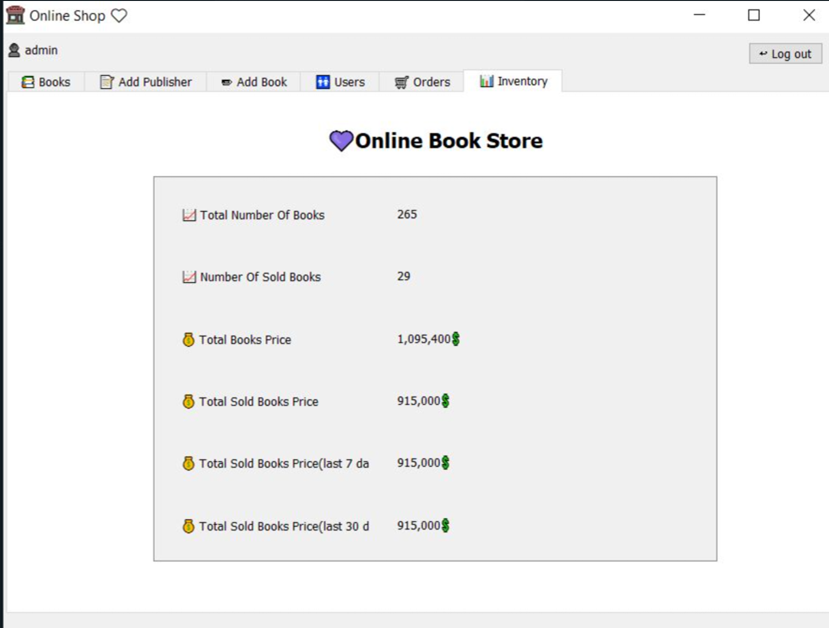 Online Shop ♡
admin
Log out
Books Add Publisher Add Book Users Orders Inventory
Online Book Store
Total Number Of Books 265
Number Of Sold Books 29
Total Books Price 1,095,400💲
Total Sold Books Price 915,000💲
Total Sold Books Price(last 7 da 915,000💲
Total Sold Books Price(last 30 d 915,000💲